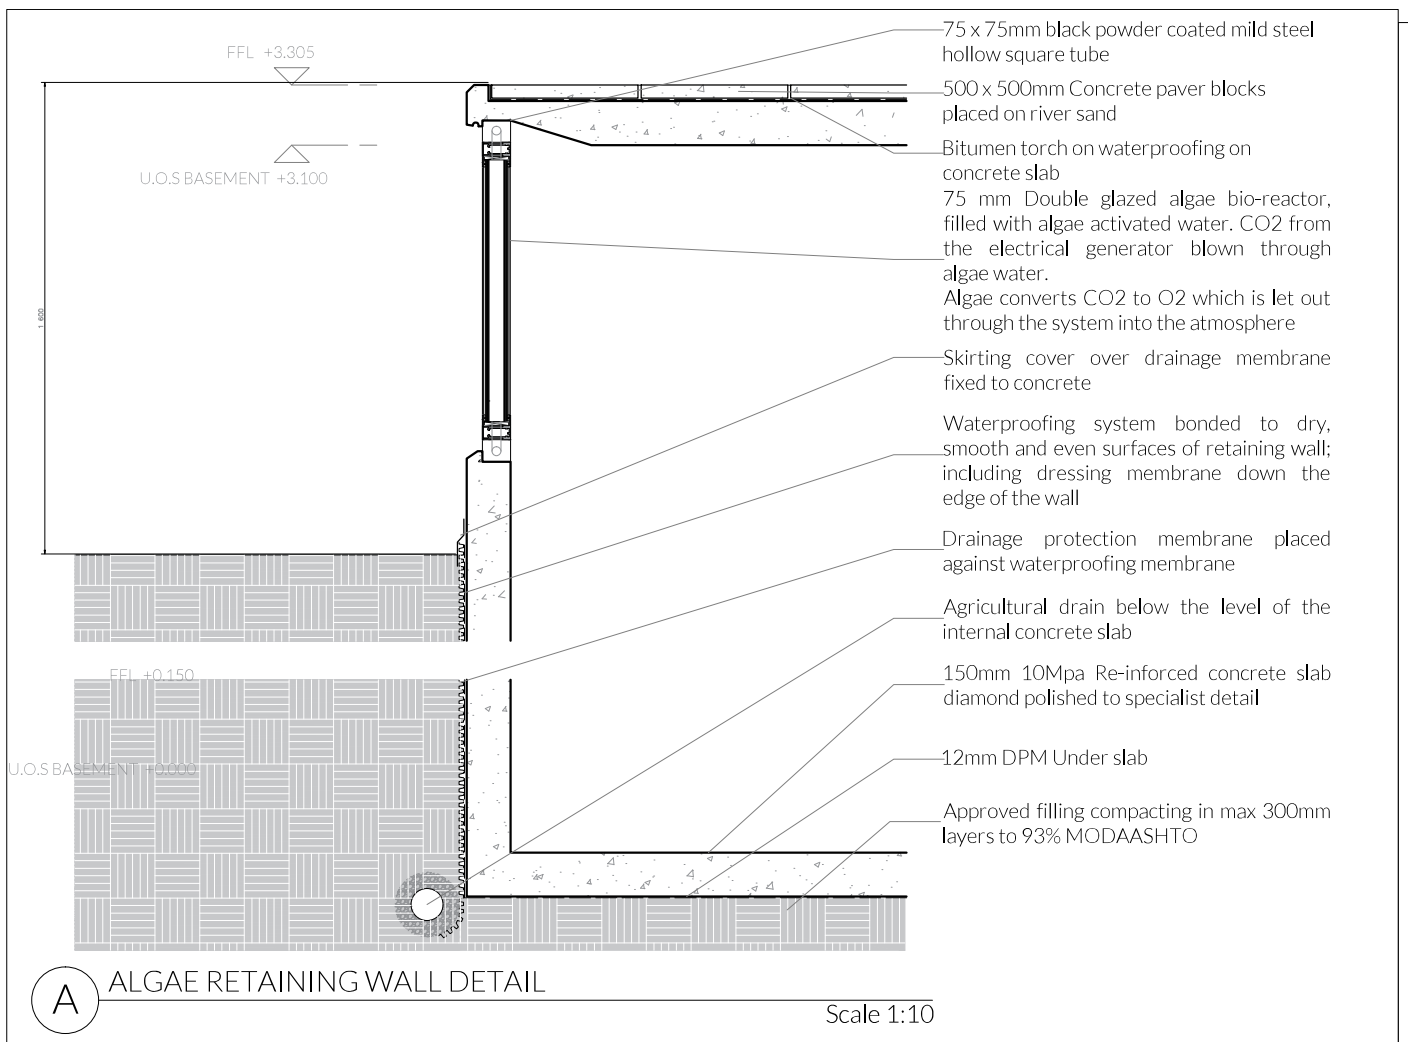 75 x 75mm black powder coated mild steel
hollow square tube
FFL +3.305
500 x 500mm Concrete paver blocks
placed on river sand
Bitumen torch on waterproofing on
concrete slab
U.O.S BASEMENT +3.100
75 mm Double glazed algae bio-reactor,
filled with algae activated water. CO2 from
the electrical generator blown through
algae water.
Algae converts CO2 to O2 which is let out
through the system into the atmosphere
1 600
Skirting cover over drainage membrane
fixed to concrete
Waterproofing system bonded to dry,
smooth and even surfaces of retaining wall;
including dressing membrane down the
edge of the wall
Drainage protection membrane placed
against waterproofing membrane
Agricultural drain below the level of the
internal concrete slab
FFL +0.150
150mm 10Mpa Re-inforced concrete slab
diamond polished to specialist detail
U.O.S BASEMENT +0.000
12mm DPM Under slab
Approved filling compacting in max 300mm
layers to 93% MODAASHTO
A
ALGAE RETAINING WALL DETAIL
Scale 1:10